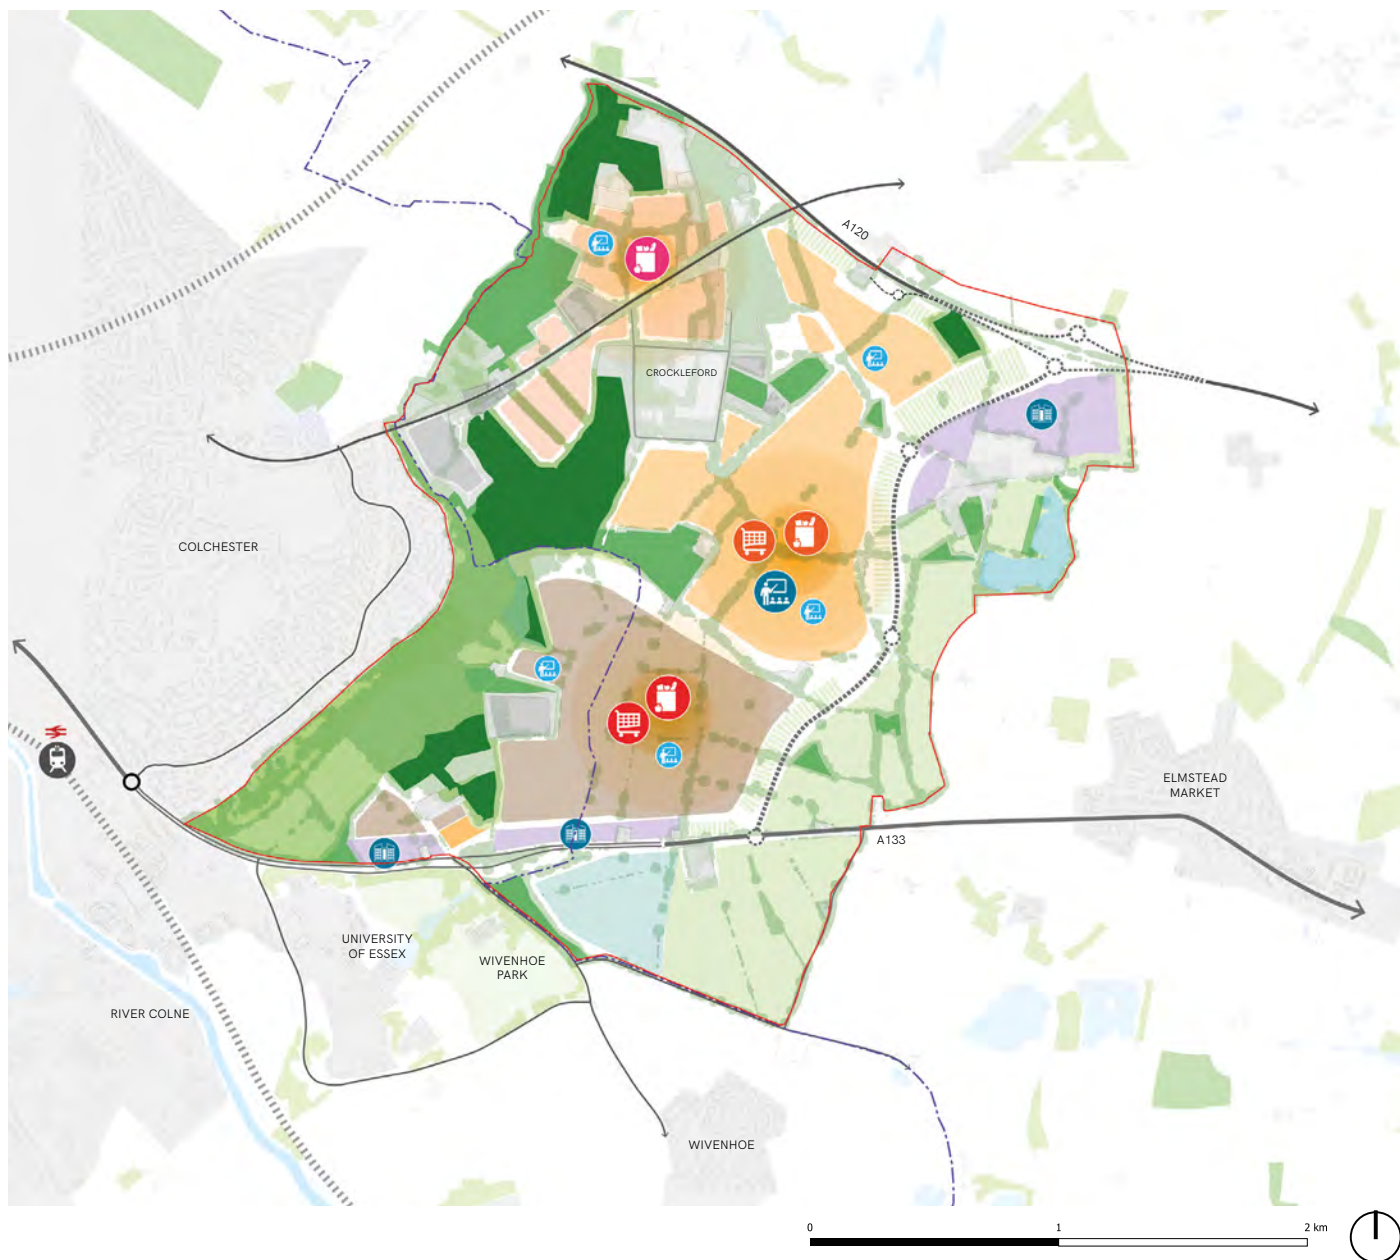 A120
CROCKLEFORD
COLCHESTER
ELMSTEAD
MARKET
A133
UNIVERSITY
OF ESSEX
WIVENHOE
PARK
RIVER COLNE
WIVENHOE
0 1 2 km